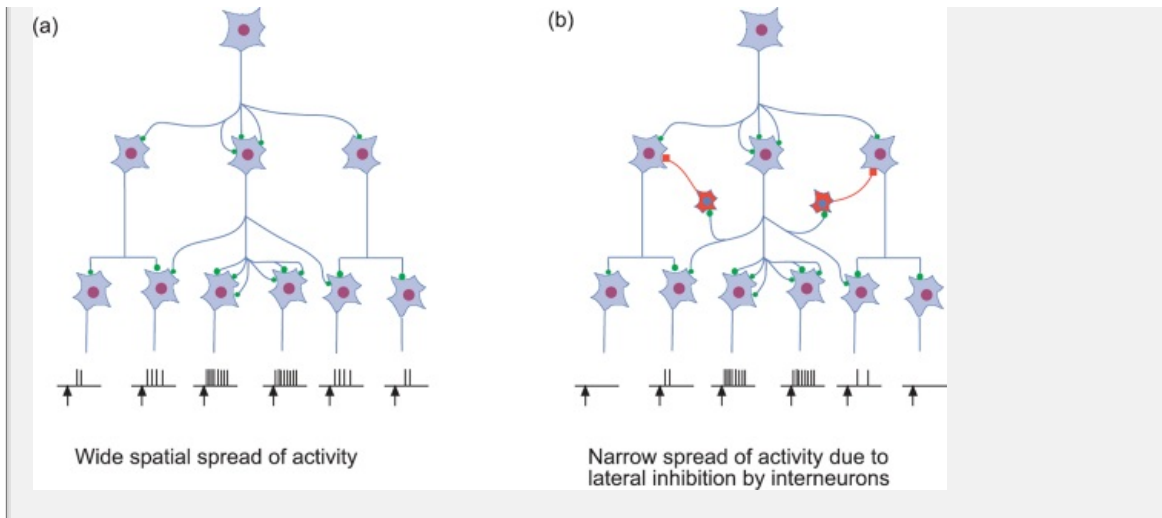 (a)
(b)
Wide spatial spread of activity
Narrow spread of activity due to
lateral inhibition by interneurons